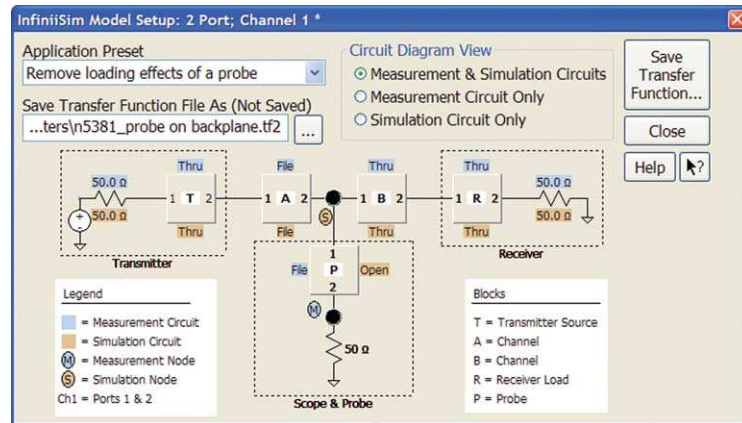 InfiniiSim Model Setup: 2 Port; Channel 1 *
Application Preset
Remove loading effects of a probe
Save Transfer Function File As (Not Saved)
...ters\n5381_probe on backplane.tf2
...
Circuit Diagram View
Measurement & Simulation Circuits
Measurement Circuit Only
Simulation Circuit Only
Save
Transfer
Function...
Close
Help
?
Thru
File
Thru
Thru
50.0 Ω
50.0 Ω
1 T 2
1 A 2
1 B 2
1 R 2
50.0 Ω
50.0 Ω
S
Thru
File
Thru
Thru
Transmitter
Receiver
1
File
P
Open
2
M
50 Ω
Scope & Probe
Legend
= Measurement Circuit
= Simulation Circuit
M = Measurement Node
S = Simulation Node
Ch1 = Ports 1 & 2
Blocks
T = Transmitter Source
A = Channel
B = Channel
R = Receiver Load
P = Probe